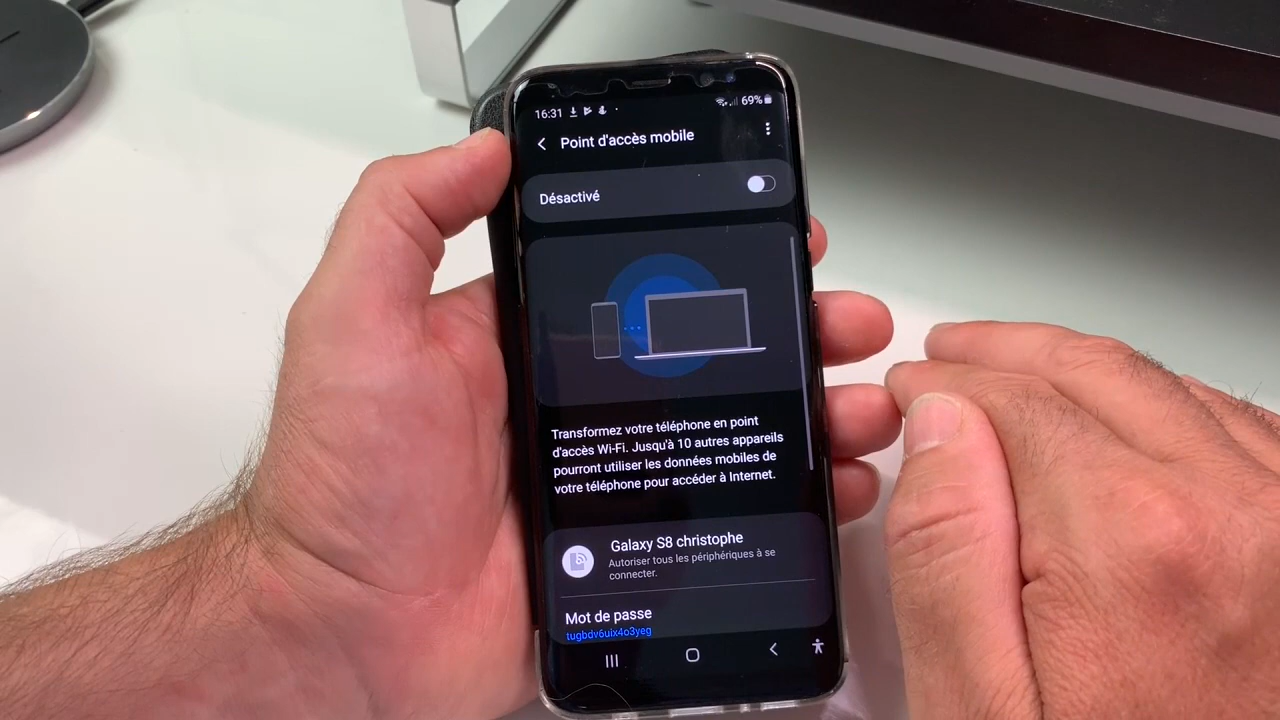 16:31 69%
Point d'accès mobile
Désactivé
Transformez votre téléphone en point
d'accès Wi-Fi. Jusqu'à 10 autres appareils
pourront utiliser les données mobiles de
votre téléphone pour accéder à Internet.
Galaxy S8 christophe
Autoriser tous les périphériques à se
connecter.
Mot de passe
tugbdv6uix4o3yeg